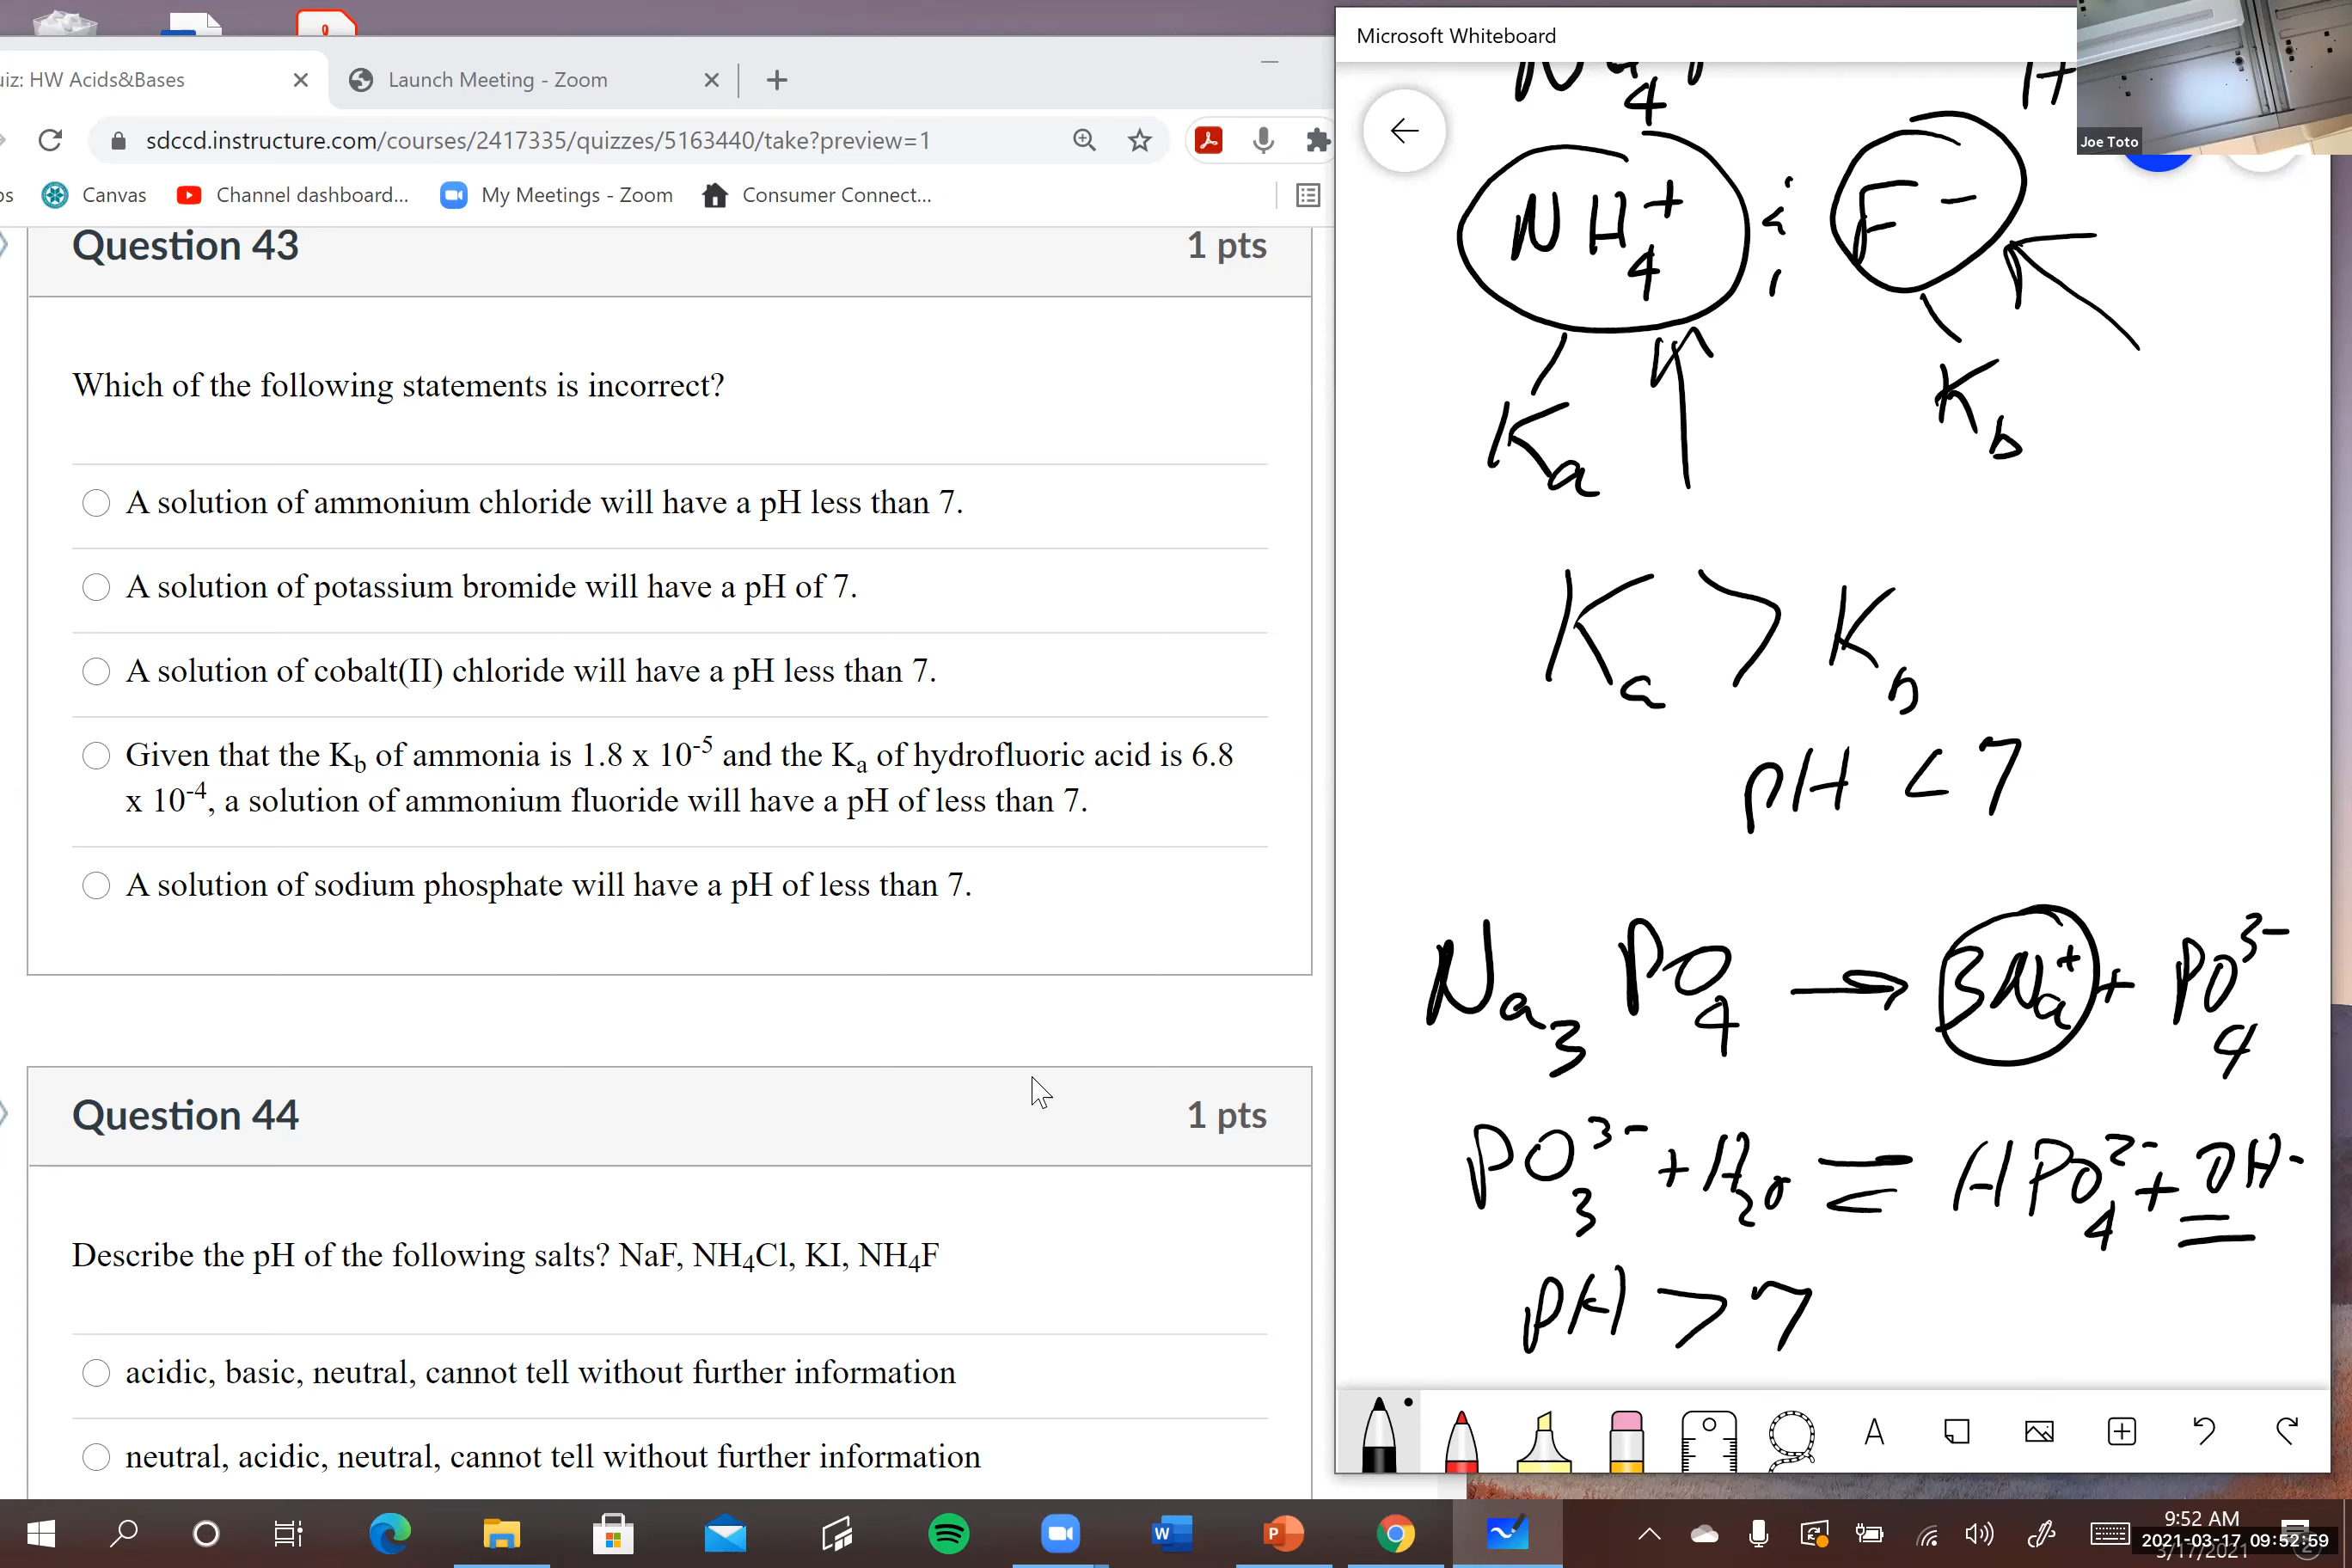 uiz: HW Acids&Bases
Launch Meeting - Zoom
sdccd.instructure.com/courses/2417335/quizzes/5163440/take?preview=1
Canvas
Channel dashboard...
My Meetings - Zoom
Consumer Connect...
Question 43
1 pts
Which of the following statements is incorrect?
A solution of ammonium chloride will have a pH less than 7.
A solution of potassium bromide will have a pH of 7.
A solution of cobalt(II) chloride will have a pH less than 7.
Given that the Kb of ammonia is 1.8 x 10-5 and the Ka of hydrofluoric acid is 6.8
x 10-4, a solution of ammonium fluoride will have a pH of less than 7.
A solution of sodium phosphate will have a pH of less than 7.
Question 44
1 pts
Describe the pH of the following salts? NaF, NH4Cl, KI, NH4F
acidic, basic, neutral, cannot tell without further information
neutral, acidic, neutral, cannot tell without further information
Microsoft Whiteboard
Joe Toto
NH4+ F-
Ka Kb
Ka > Kb
pH < 7
Na3PO4 → 3Na+ + PO43-
PO33- + H2O = HPO42- + OH-
pH > 7
A
9:52 AM
2021-03-17, 09:52:59
3/17/2021